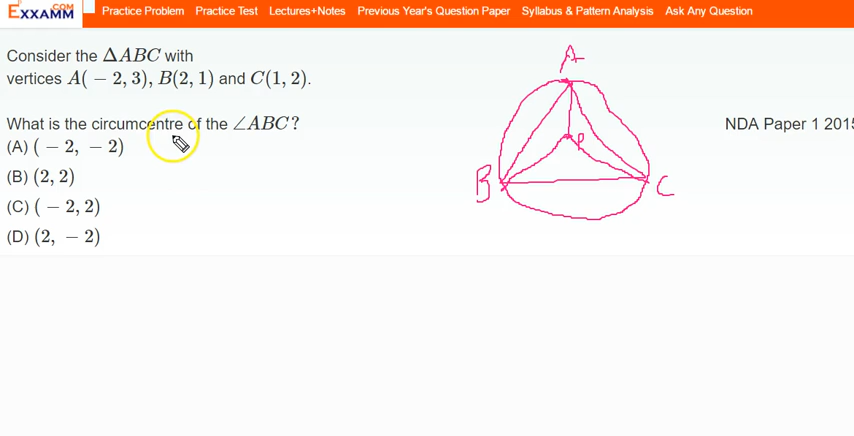 EXXAMM .COM
Practice Problem Practice Test Lectures+Notes Previous Year's Question Paper Syllabus & Pattern Analysis Ask Any Question
Consider the ΔABC with
vertices A(−2, 3), B(2, 1) and C(1, 2).
What is the circumcentre of the ∠ABC? NDA Paper 1 2015
(A) (−2, −2)
(B) (2, 2)
(C) (−2, 2)
(D) (2, −2)
A
P
B
C